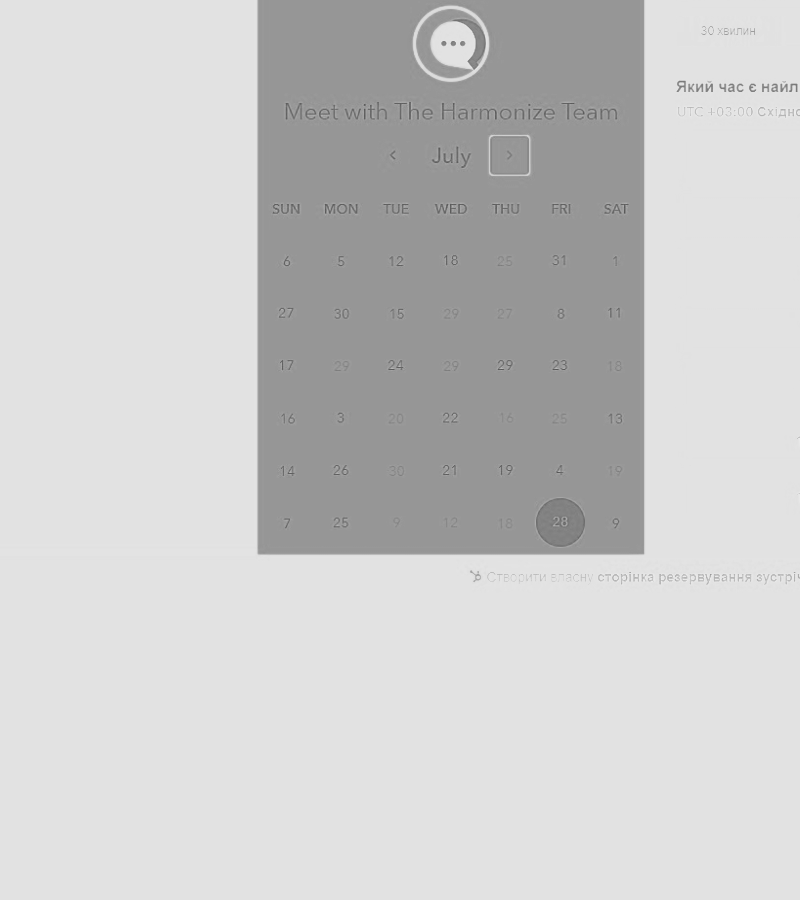 30 хвилин
Meet with The Harmonize Team
Який час є найл
UTC +03:00 Східно
July
SUN MON TUE WED THU FRI SAT
6 5 12 18 25 31 1
27 30 15 29 27 8 11
17 29 24 29 29 23 18
16 3 20 22 16 25 13
14 26 30 21 19 4 19
7 25 9 12 18 28 9
Створити власну сторінка резервування зустріч